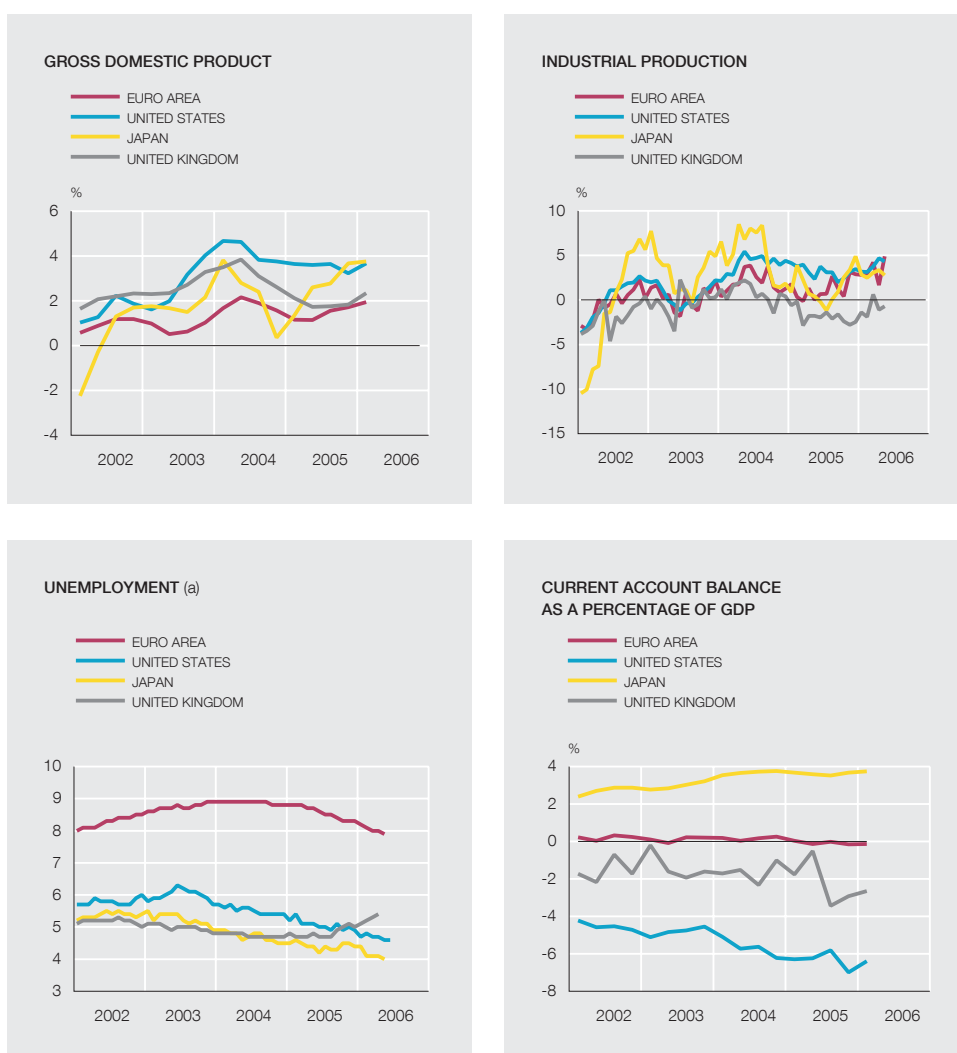 GROSS DOMESTIC PRODUCT
EURO AREA
UNITED STATES
JAPAN
UNITED KINGDOM
%
6
4
2
0
-2
-4
2002 2003 2004 2005 2006
INDUSTRIAL PRODUCTION
EURO AREA
UNITED STATES
JAPAN
UNITED KINGDOM
%
10
5
0
-5
-10
-15
2002 2003 2004 2005 2006
UNEMPLOYMENT (a)
EURO AREA
UNITED STATES
JAPAN
UNITED KINGDOM
10
9
8
7
6
5
4
3
2002 2003 2004 2005 2006
CURRENT ACCOUNT BALANCE
AS A PERCENTAGE OF GDP
EURO AREA
UNITED STATES
JAPAN
UNITED KINGDOM
%
4
2
0
-2
-4
-6
-8
2002 2003 2004 2005 2006